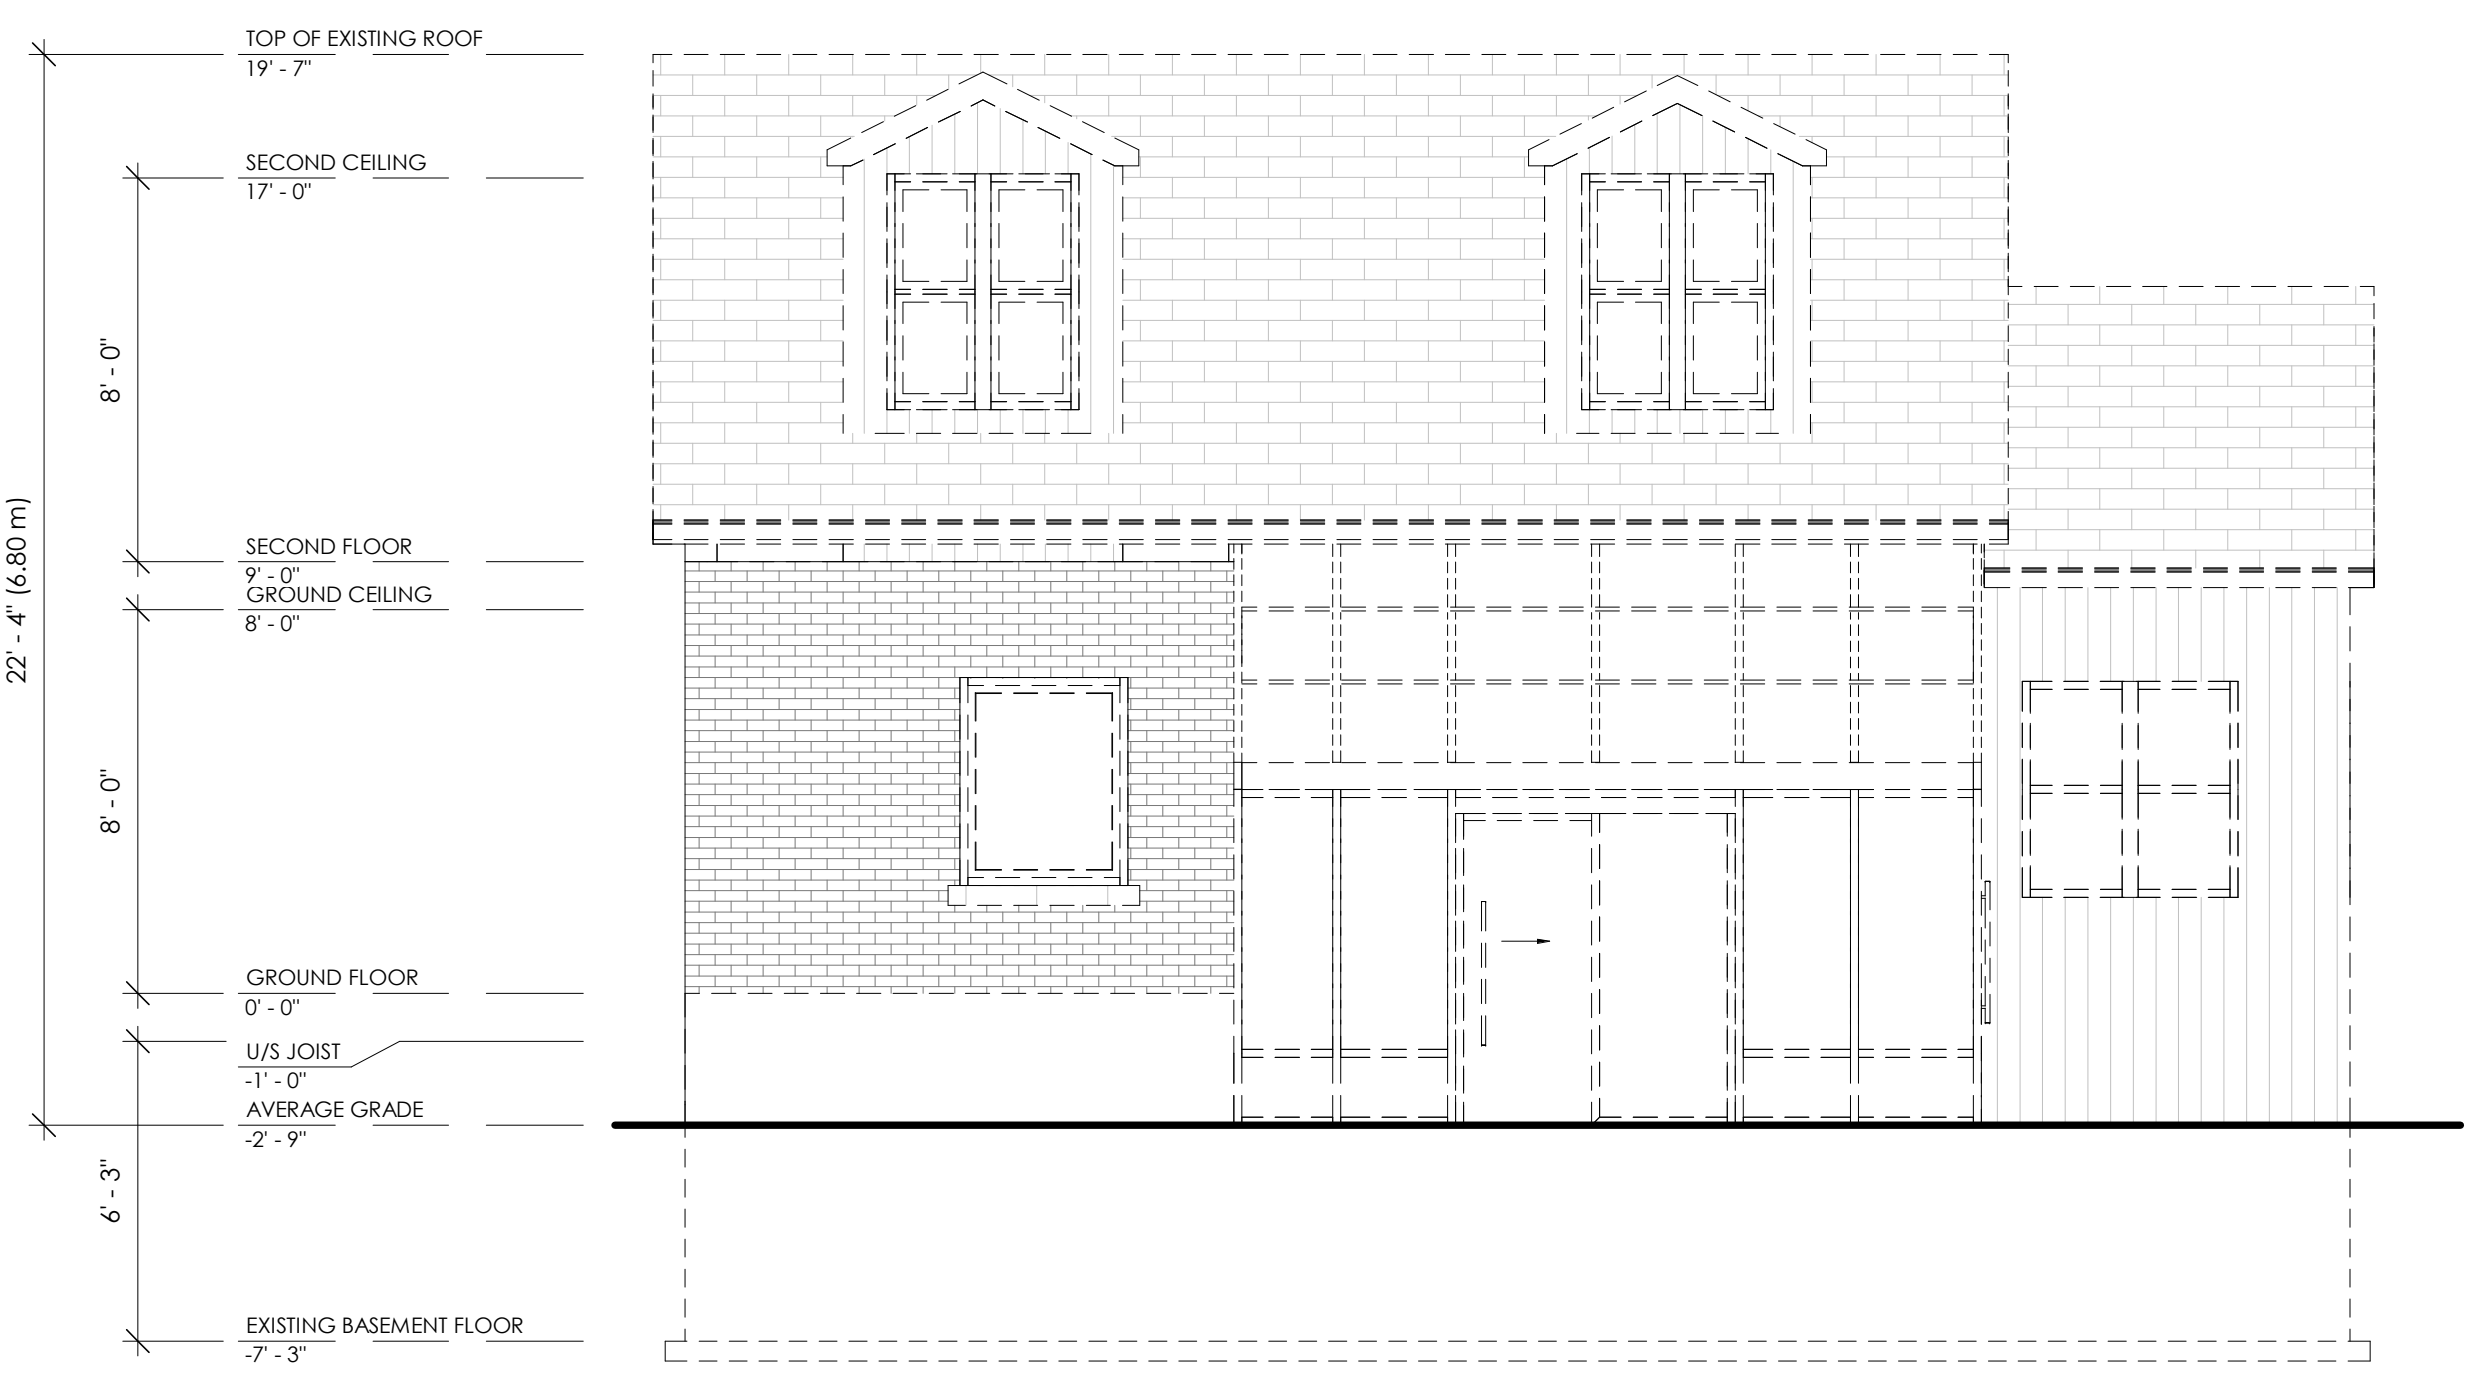 TOP OF EXISTING ROOF
19' - 7"
SECOND CEILING
17' - 0"
8' - 0"
22' - 4" (6.80 m)
SECOND FLOOR
9' - 0"
GROUND CEILING
8' - 0"
8' - 0"
GROUND FLOOR
0' - 0"
U/S JOIST
-1' - 0"
AVERAGE GRADE
-2' - 9"
6' - 3"
EXISTING BASEMENT FLOOR
-7' - 3"